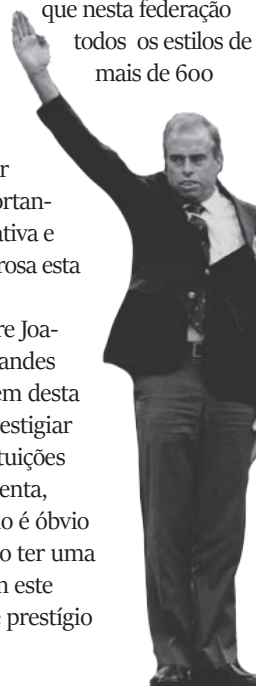 que nesta federação
todos os estilos de
mais de 600
r
ortan-
ativa e
rosa esta
re Joa-
andes
em desta
estigiar
tuições
enta,
o é óbvio
o ter uma
n este
e prestígio